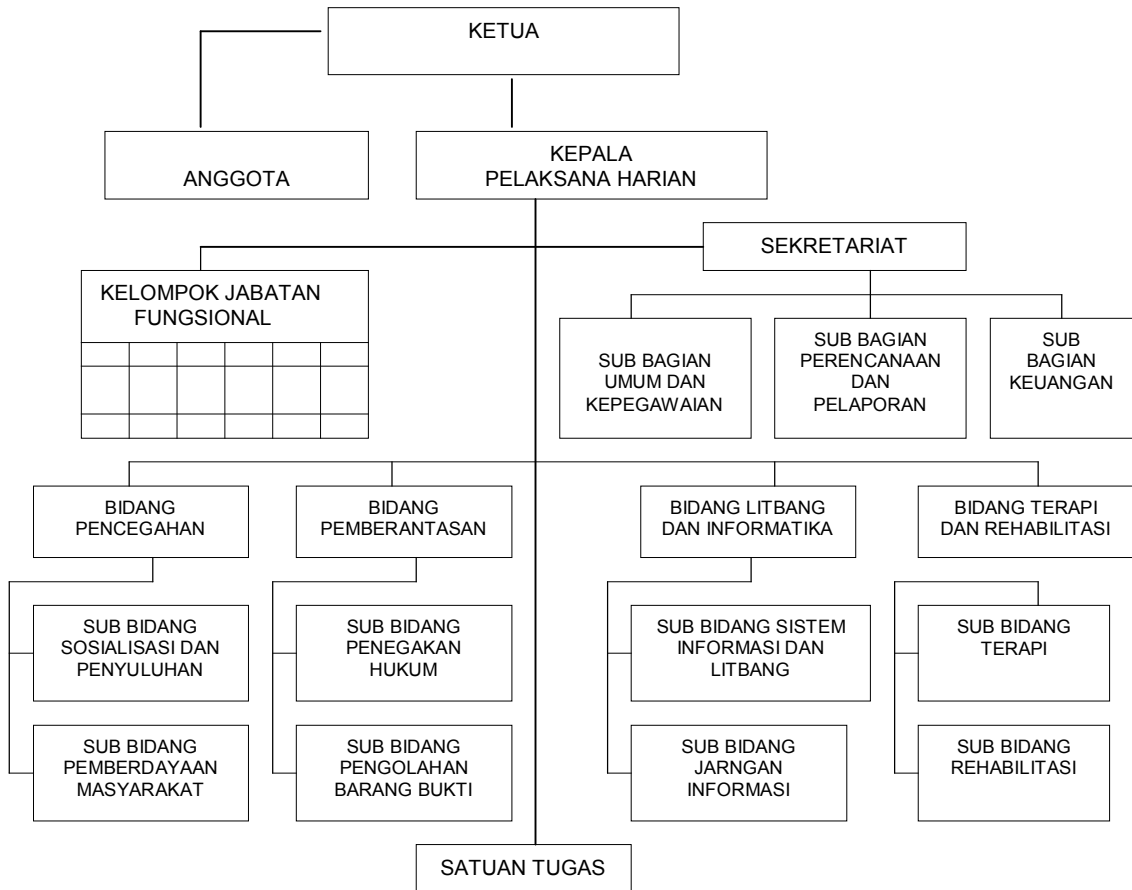 KETUA
ANGGOTA
KEPALA
PELAKSANA HARIAN
SEKRETARIAT
KELOMPOK JABATAN
FUNGSIONAL
SUB BAGIAN
UMUM DAN
KEPEGAWAIAN
SUB BAGIAN
PERENCANAAN
DAN
PELAPORAN
SUB
BAGIAN
KEUANGAN
BIDANG
PENCEGAHAN
BIDANG
PEMBERANTASAN
BIDANG LITBANG
DAN INFORMATIKA
BIDANG TERAPI
DAN REHABILITASI
SUB BIDANG
SOSIALISASI DAN
PENYULUHAN
SUB BIDANG
PENEGAKAN
HUKUM
SUB BIDANG SISTEM
INFORMASI DAN
LITBANG
SUB BIDANG
TERAPI
SUB BIDANG
PEMBERDAYAAN
MASYARAKAT
SUB BIDANG
PENGOLAHAN
BARANG BUKTI
SUB BIDANG
JARNGAN
INFORMASI
SUB BIDANG
REHABILITASI
SATUAN TUGAS